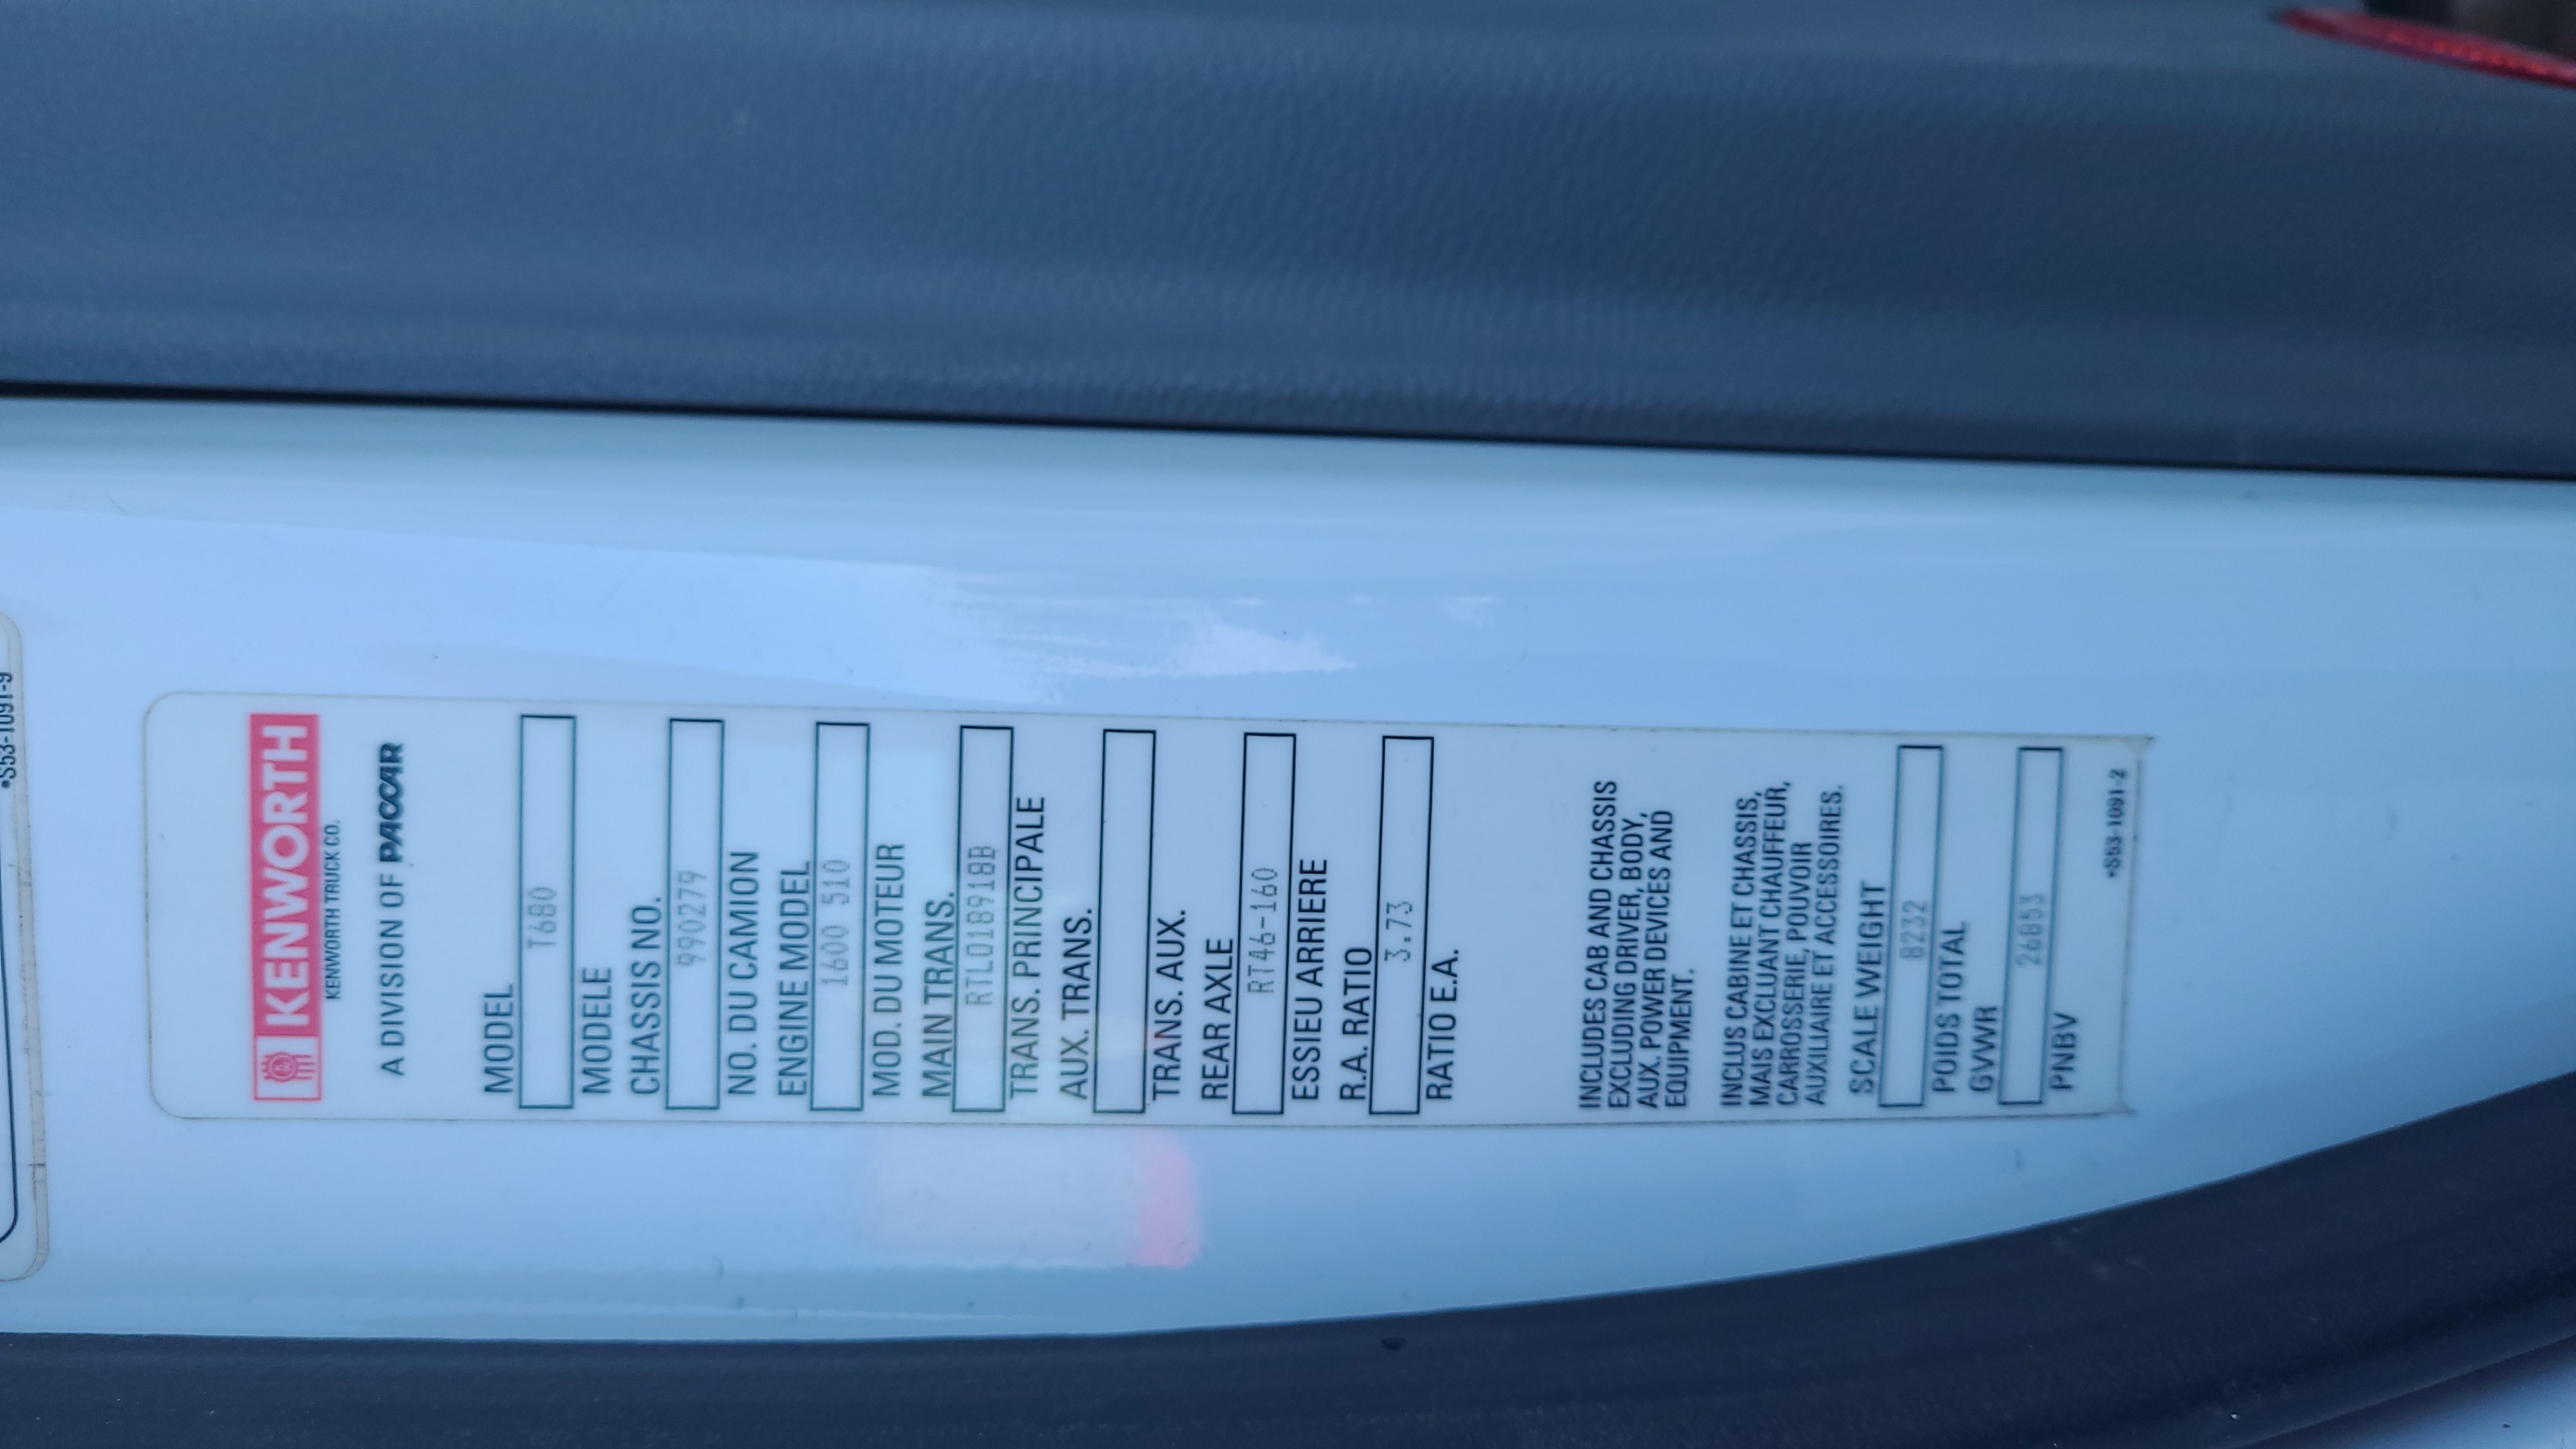 KENWORTH
KENWORTH TRUCK CO.
A DIVISION OF PACCAR
MODEL
T680
MODELE
CHASSIS NO.
990279
NO. DU CAMION
ENGINE MODEL
1600 510
MOD. DU MOTEUR
MAIN TRANS.
RTLO18918B
TRANS. PRINCIPALE
AUX. TRANS.
TRANS. AUX.
REAR AXLE
RT46-160
ESSIEU ARRIERE
R.A. RATIO
3.73
RATIO E.A.
INCLUDES CAB AND CHASSIS
EXCLUDING DRIVER, BODY,
AUX. POWER DEVICES AND
EQUIPMENT.
INCLUS CABINE ET CHASSIS,
MAIS EXCLUANT CHAUFFEUR,
CARROSSERIE, POUVOIR
AUXILIAIRE ET ACCESSOIRES.
SCALE WEIGHT
8232
POIDS TOTAL
GVWR
26853
PNBV
•S53-1091-2
•S53-1091-9